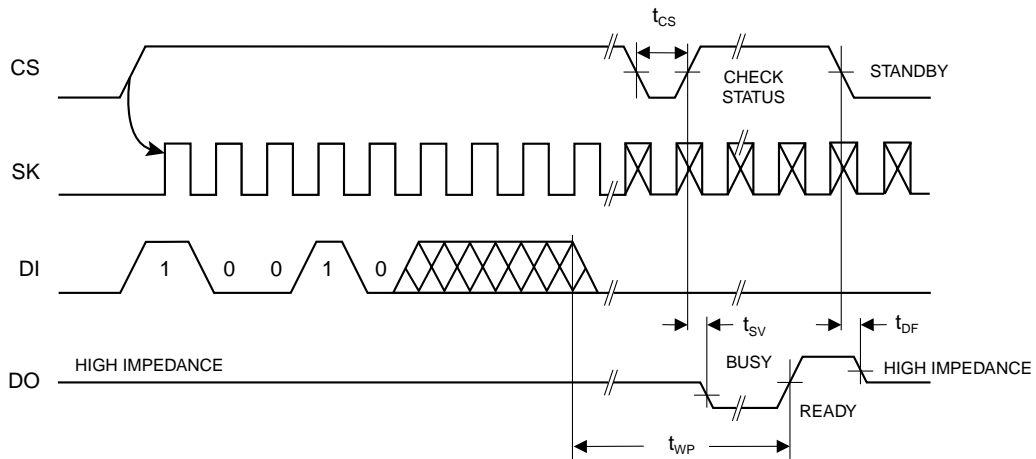 tCS
CS
CHECK
STATUS
STANDBY
SK
DI
1 0 0 1 0
tSV
tDF
HIGH IMPEDANCE
BUSY
HIGH IMPEDANCE
DO
READY
tWP